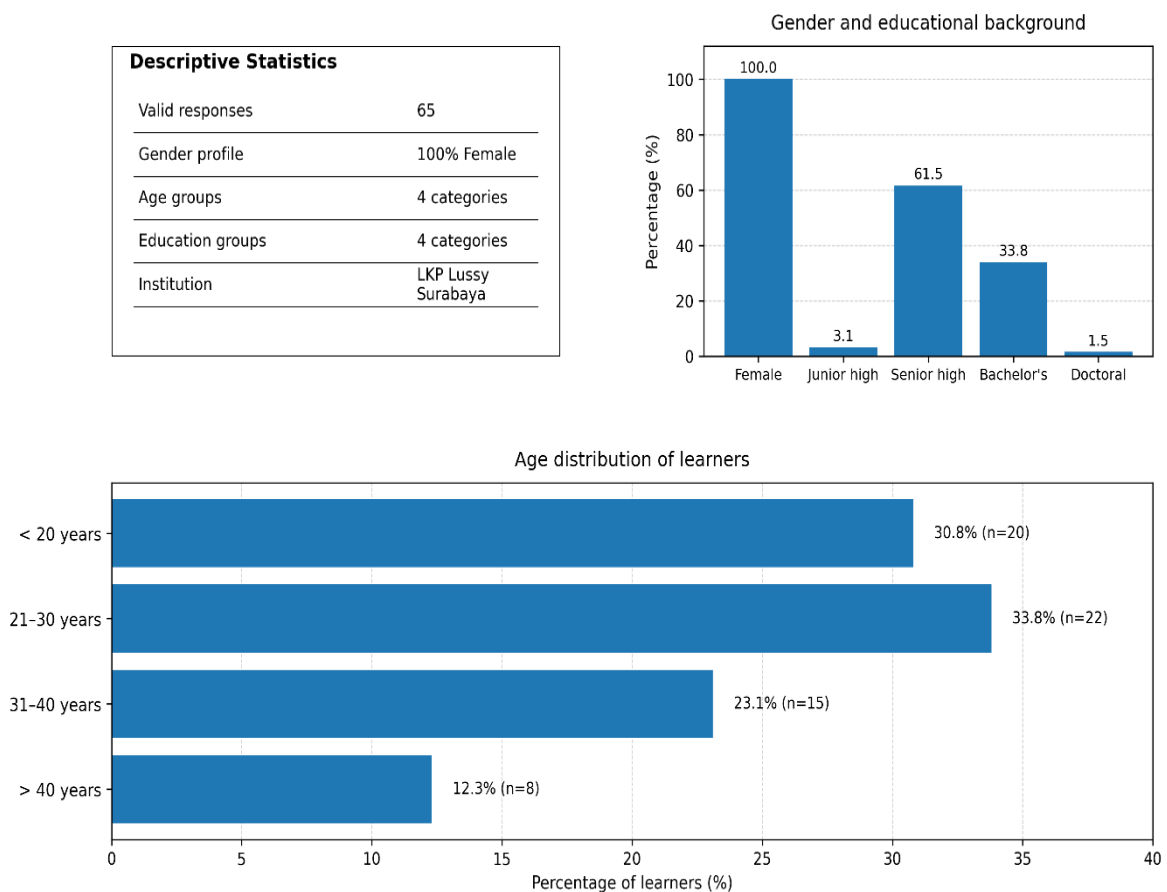 Descriptive Statistics
Valid responses 65
Gender profile 100% Female
Age groups 4 categories
Education groups 4 categories
Institution LKP Lussy
Surabaya
Gender and educational background
Percentage (%)
100
80
60
40
20
0
100.0
3.1
61.5
33.8
1.5
Female Junior high Senior high Bachelor's Doctoral
Age distribution of learners
< 20 years 30.8% (n=20)
21–30 years 33.8% (n=22)
31–40 years 23.1% (n=15)
> 40 years 12.3% (n=8)
0 5 10 15 20 25 30 35 40
Percentage of learners (%)